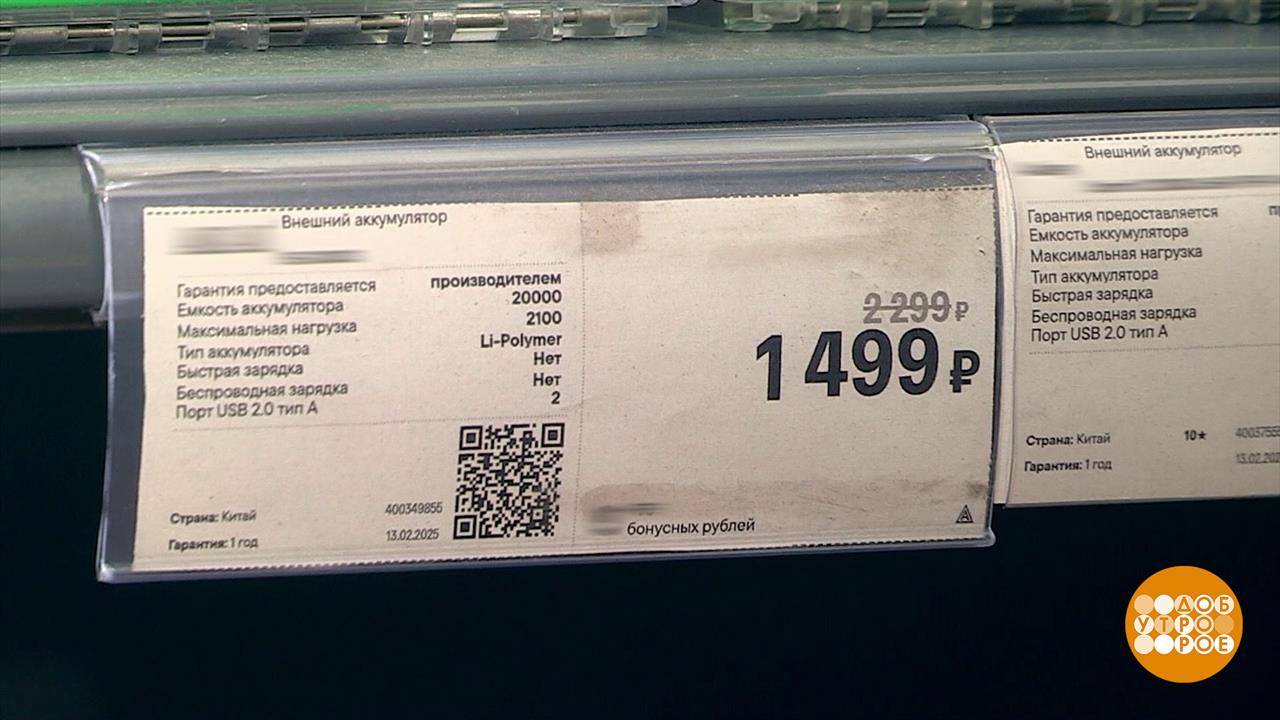 Внешний аккумулятор
Гарантия предоставляется производителем
Емкость аккумулятора 20000
Максимальная нагрузка 2100
Тип аккумулятора Li-Polymer
Быстрая зарядка Нет
Беспроводная зарядка Нет
Порт USB 2.0 тип А 2
Страна: Китай 400349855
Гарантия: 1 год 13.02.2025
2 299 ₽
1 499 ₽
бонусных рублей
Внешний аккумулятор
Гарантия предоставляется
Емкость аккумулятора
Максимальная нагрузка
Тип аккумулятора
Быстрая зарядка
Беспроводная зарядка
Порт USB 2.0 тип А
Страна: Китай 10★
Гарантия: 1 год
ДОБ
УТРО
РОЕ